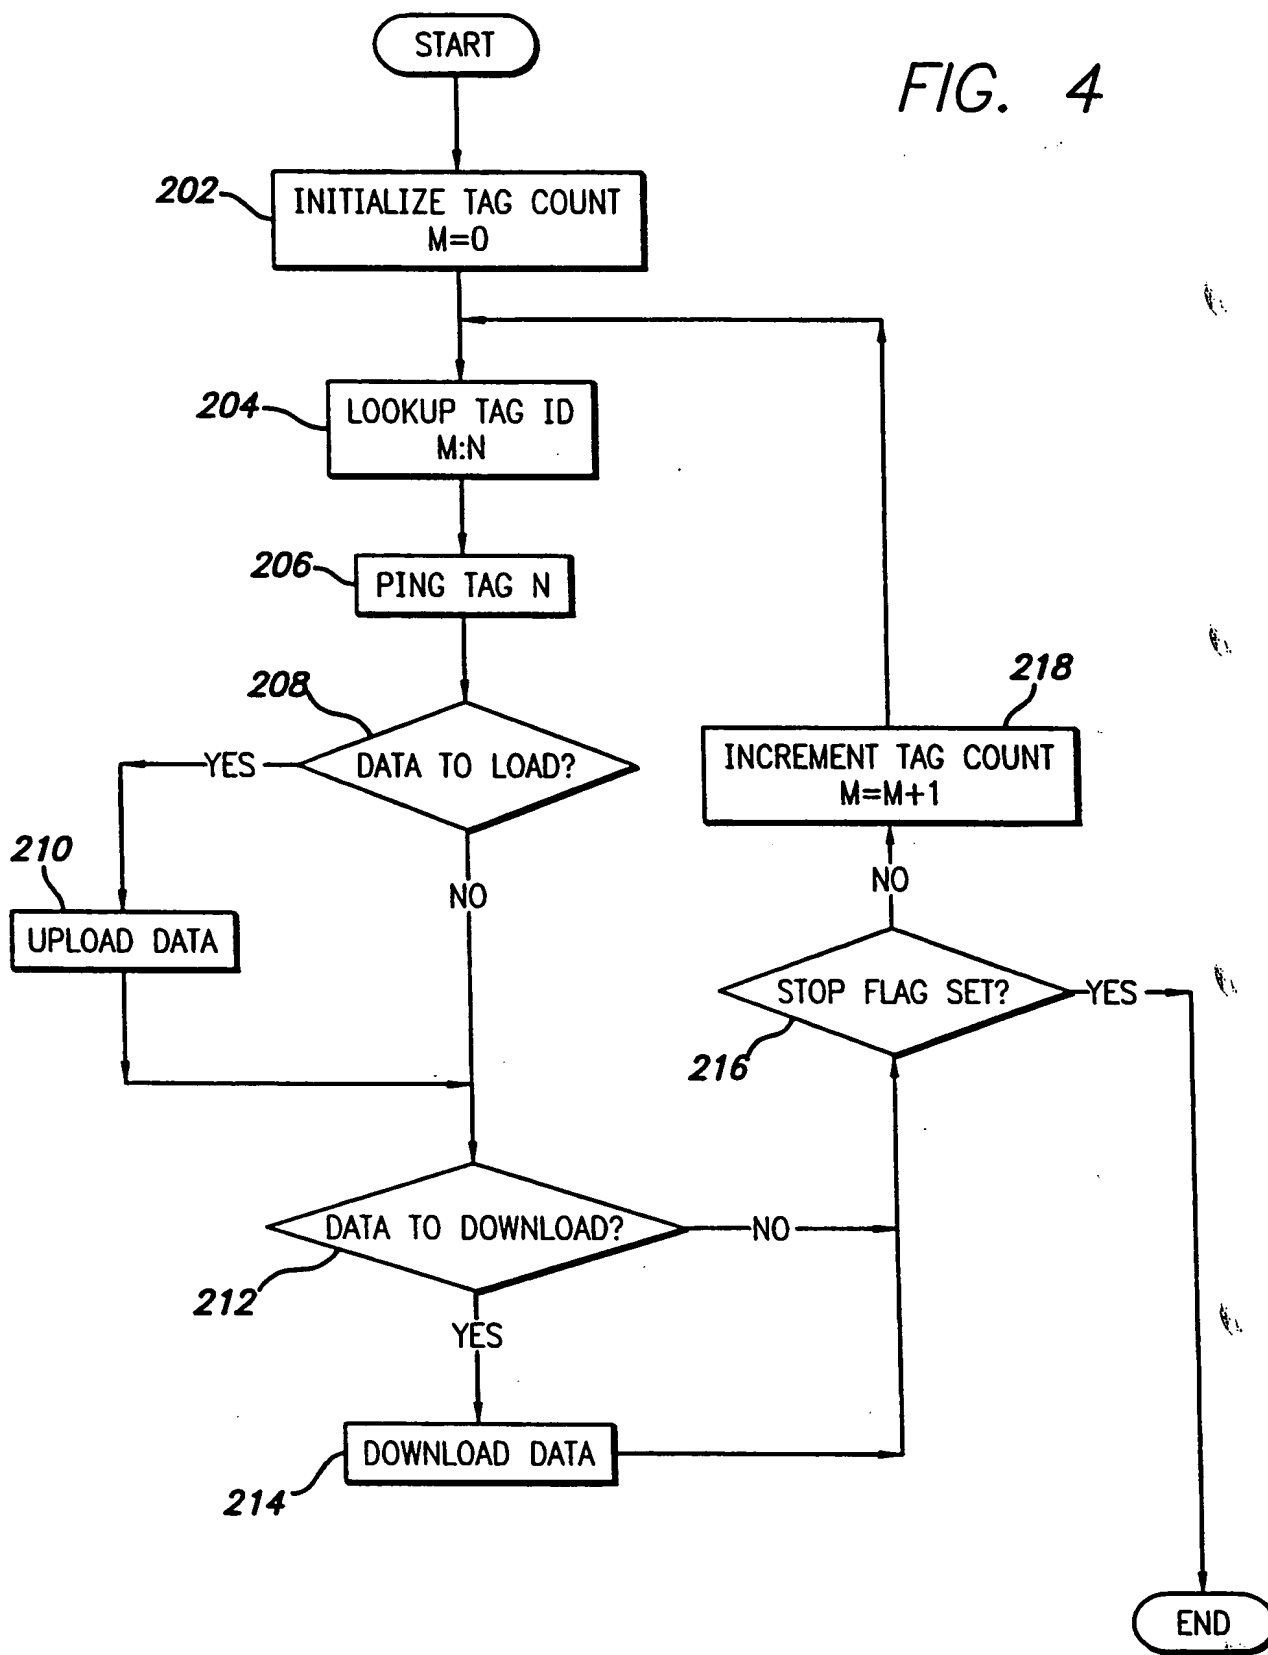 START
FIG. 4
202
INITIALIZE TAG COUNT
M=0
204
LOOKUP TAG ID
M:N
206
PING TAG N
208
DATA TO LOAD?
YES
NO
218
INCREMENT TAG COUNT
M=M+1
210
UPLOAD DATA
NO
STOP FLAG SET?
YES
216
DATA TO DOWNLOAD?
NO
212
YES
DOWNLOAD DATA
214
END